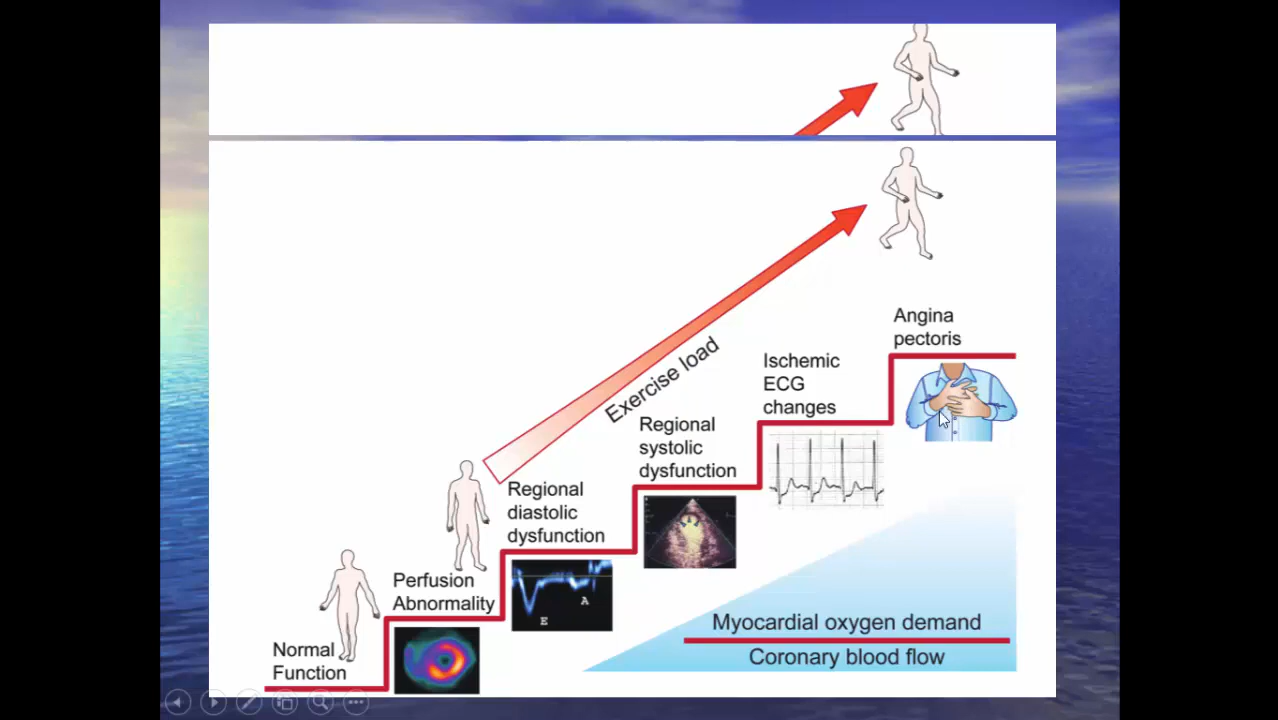 Angina
pectoris
Exercise load
Ischemic
ECG
changes
Regional
systolic
dysfunction
Regional
diastolic
dysfunction
Perfusion
Abnormality
Normal
Function
A
E
Myocardial oxygen demand
Coronary blood flow